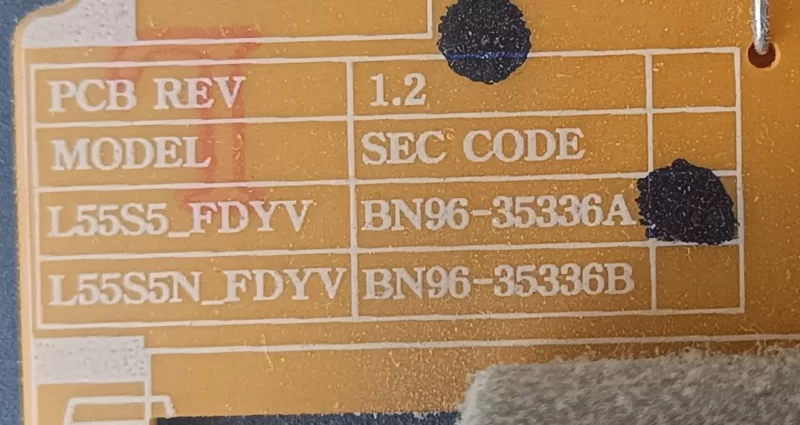 PCB REV 1.2
MODEL SEC CODE
L55S5_FDYV BN96-35336A
L55S5N_FDYV BN96-35336B